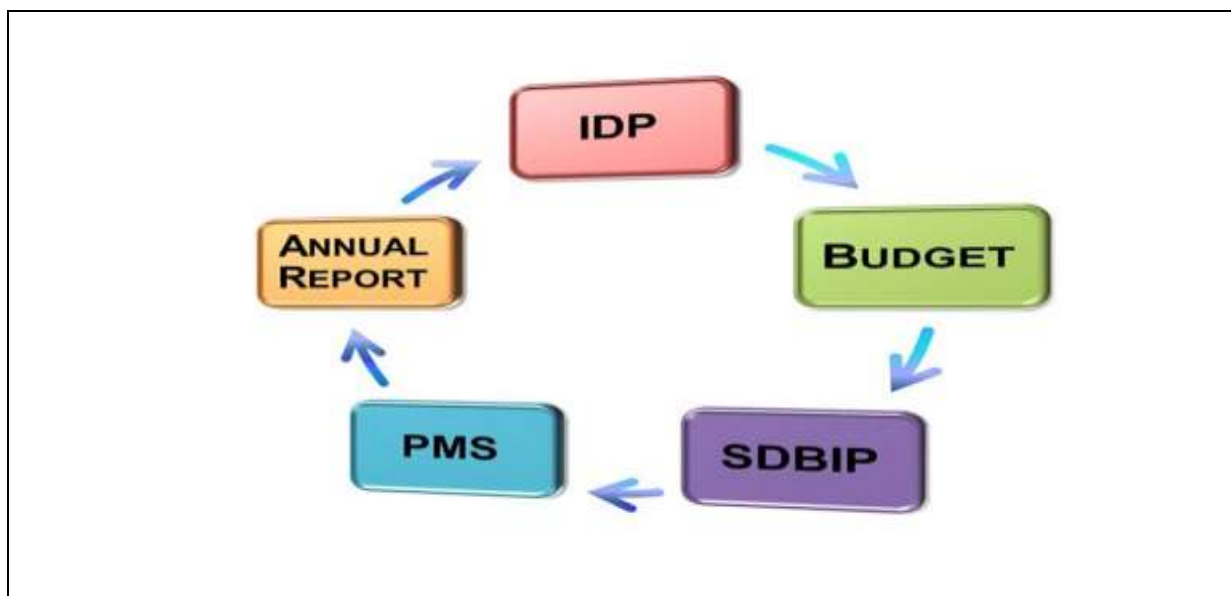 IDP
BUDGET
SDBIP
PMS
ANNUAL
REPORT